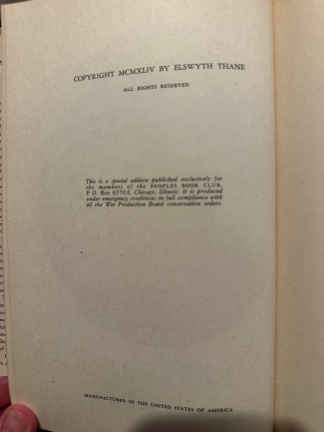 COPYRIGHT MCMXLIV BY ELSWYTH THANE
ALL RIGHTS RESERVED
This is a special edition published exclusively for
the members of the PEOPLES BOOK CLUB,
P.O. Box 6570A, Chicago, Illinois. It is produced
under emergency conditions in full compliance with
all the War Production Board conservation orders
MANUFACTURED IN THE UNITED STATES OF AMERICA